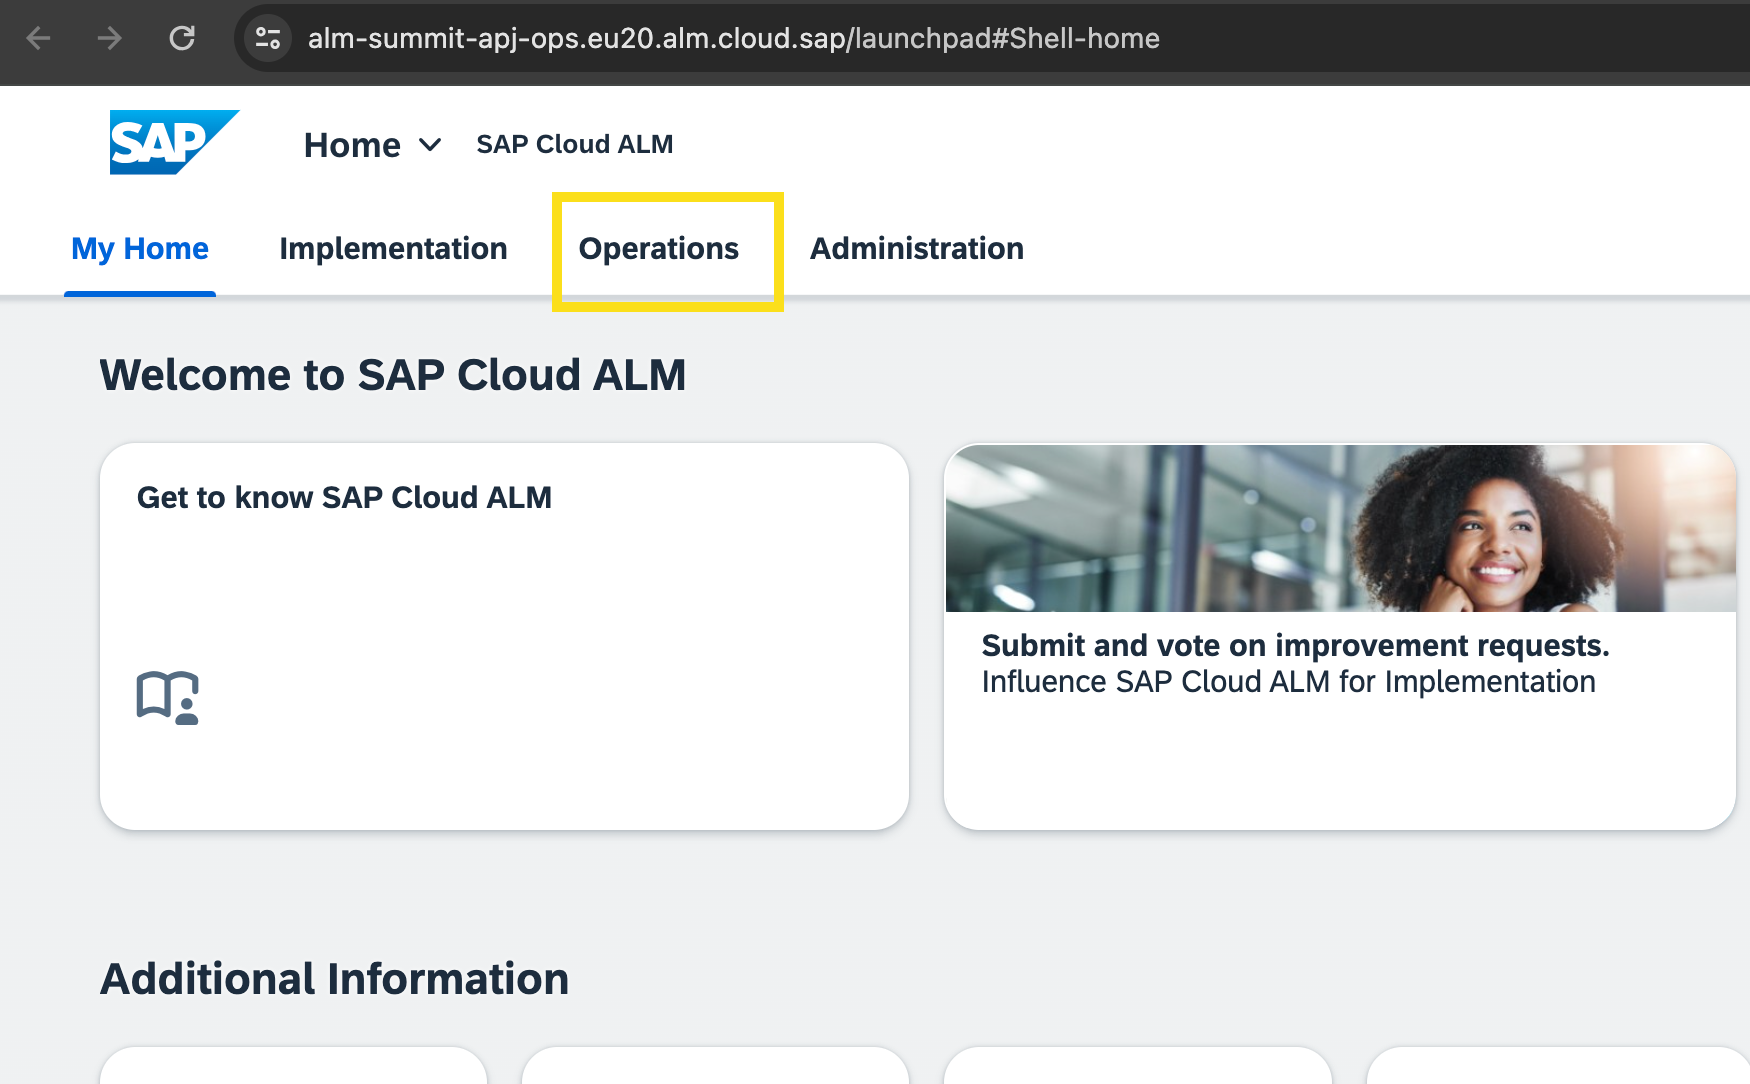 alm-summit-apj-ops.eu20.alm.cloud.sap/launchpad#Shell-home
SAP
Home
SAP Cloud ALM
My Home
Implementation
Operations
Administration
Welcome to SAP Cloud ALM
Get to know SAP Cloud ALM
Submit and vote on improvement requests.
Influence SAP Cloud ALM for Implementation
Additional Information